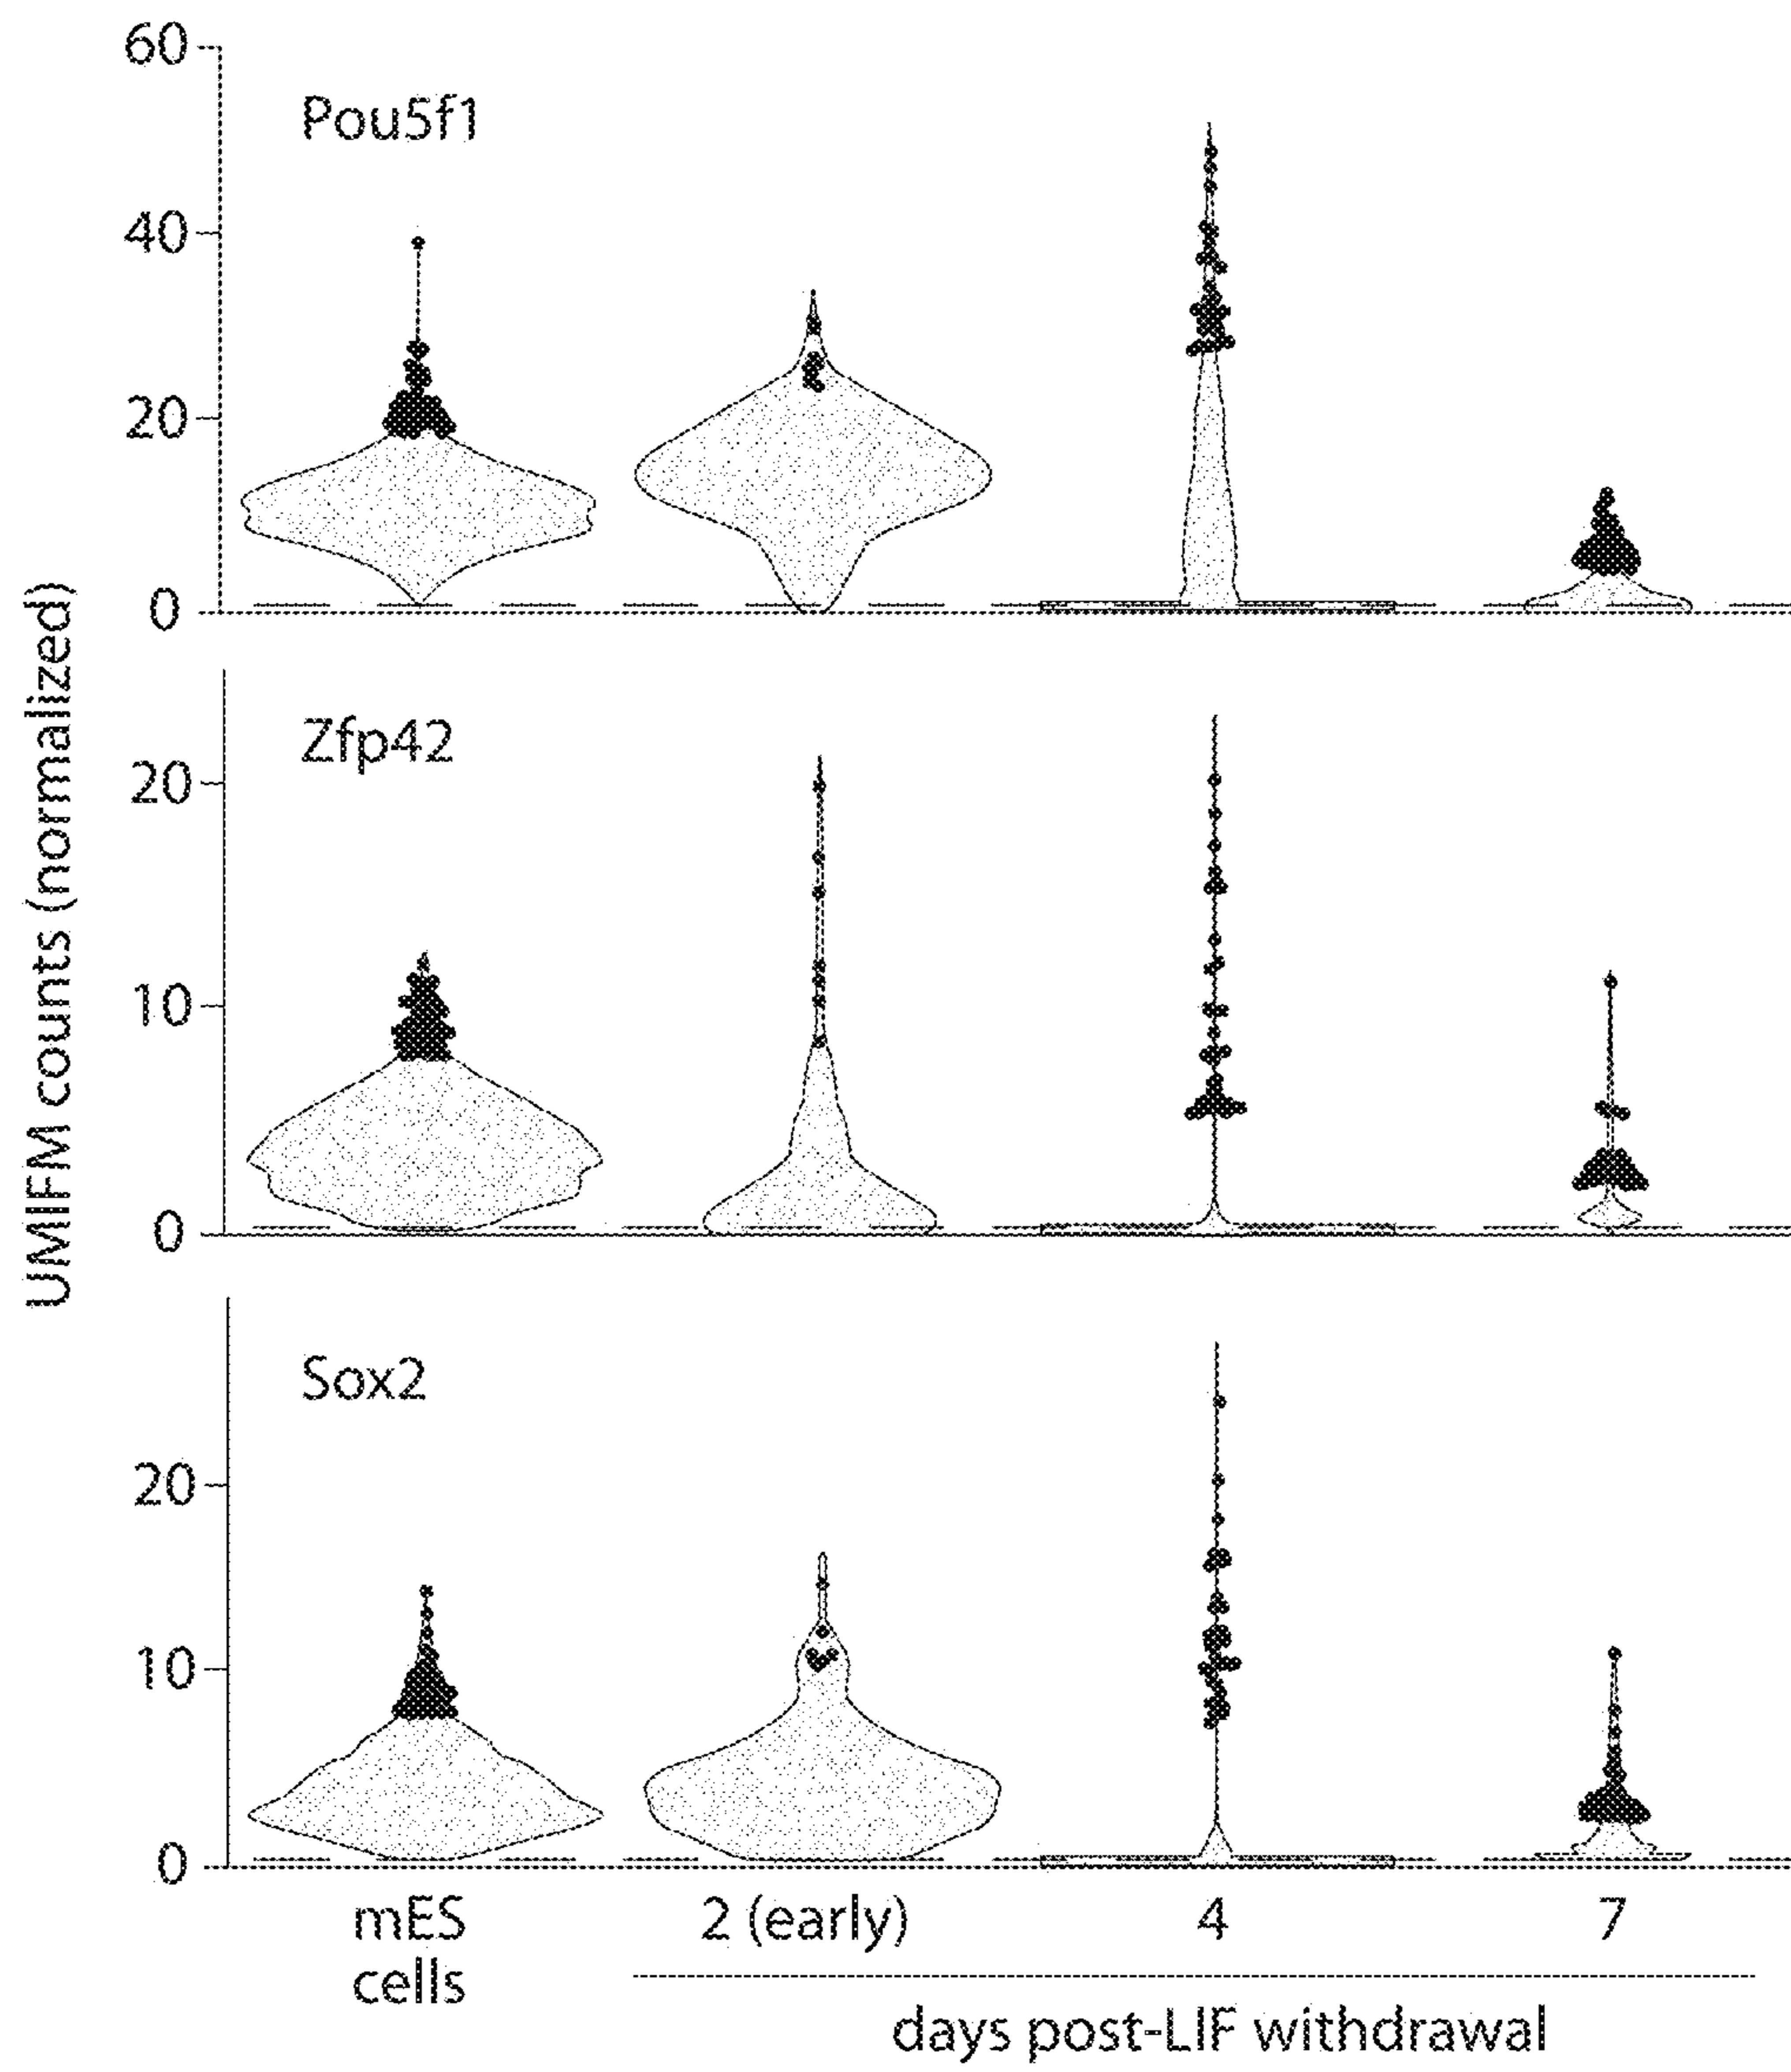 UMIFM counts (normalized)
60
Pou5f1
40
20
0
Zfp42
20
10
0
Sox2
20
10
0
mES
cells
2 (early)
4
7
days post-LIF withdrawal